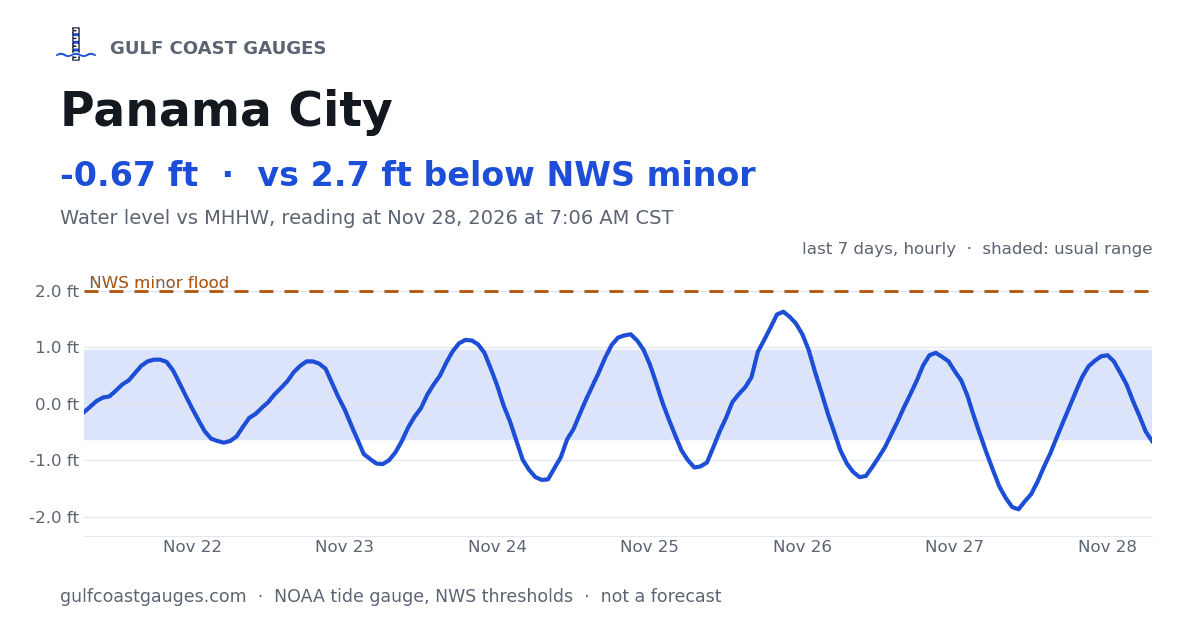 GULF COAST GAUGES
Panama City
-0.67 ft · vs 2.7 ft below NWS minor
Water level vs MHHW, reading at Nov 28, 2026 at 7:06 AM CST
last 7 days, hourly · shaded: usual range
NWS minor flood
2.0 ft
1.0 ft
0.0 ft
-1.0 ft
-2.0 ft
Nov 22 Nov 23 Nov 24 Nov 25 Nov 26 Nov 27 Nov 28
gulfcoastgauges.com · NOAA tide gauge, NWS thresholds · not a forecast